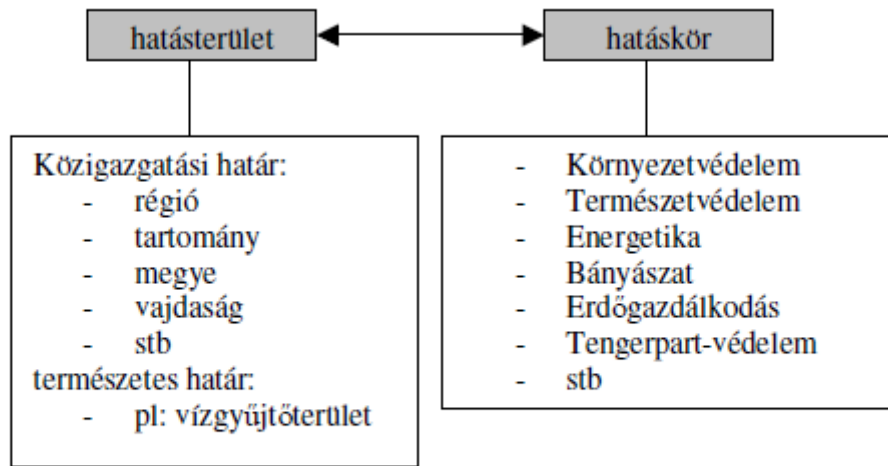 hatásterület
hatáskör
Közigazgatási határ:
- régió
- tartomány
- megye
- vajdaság
- stb
természetes határ:
- pl: vízgyűjtőterület
- Környezetvédelem
- Természetvédelem
- Energetika
- Bányászat
- Erdőgazdálkodás
- Tengerpart-védelem
- stb